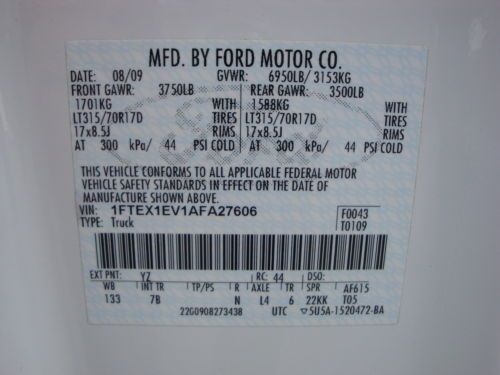 MFD. BY FORD MOTOR CO.
DATE: 08/09 GVWR: 6950LB/ 3153KG
FRONT GAWR: 3750LB REAR GAWR: 3500LB
1701KG WITH 1588KG WITH
LT315/70R17D TIRES LT315/70R17D TIRES
17x8.5J RIMS 17x8.5J RIMS
AT 300 kPa/ 44 PSI COLD AT 300 kPa/ 44 PSI COLD
THIS VEHICLE CONFORMS TO ALL APPLICABLE FEDERAL MOTOR
VEHICLE SAFETY STANDARDS IN EFFECT ON THE DATE OF
MANUFACTURE SHOWN ABOVE.
VIN: 1FTEX1EV1AFA27606 F0043
TYPE: Truck T0109
EXT PNT: YZ RC: 44 DSO:
WB INT TR TP/PS R AXLE TR SPR AF615
133 7B N L4 6 22KK T05
22G0908273438 UTC ▽5U5A-1520472-BA